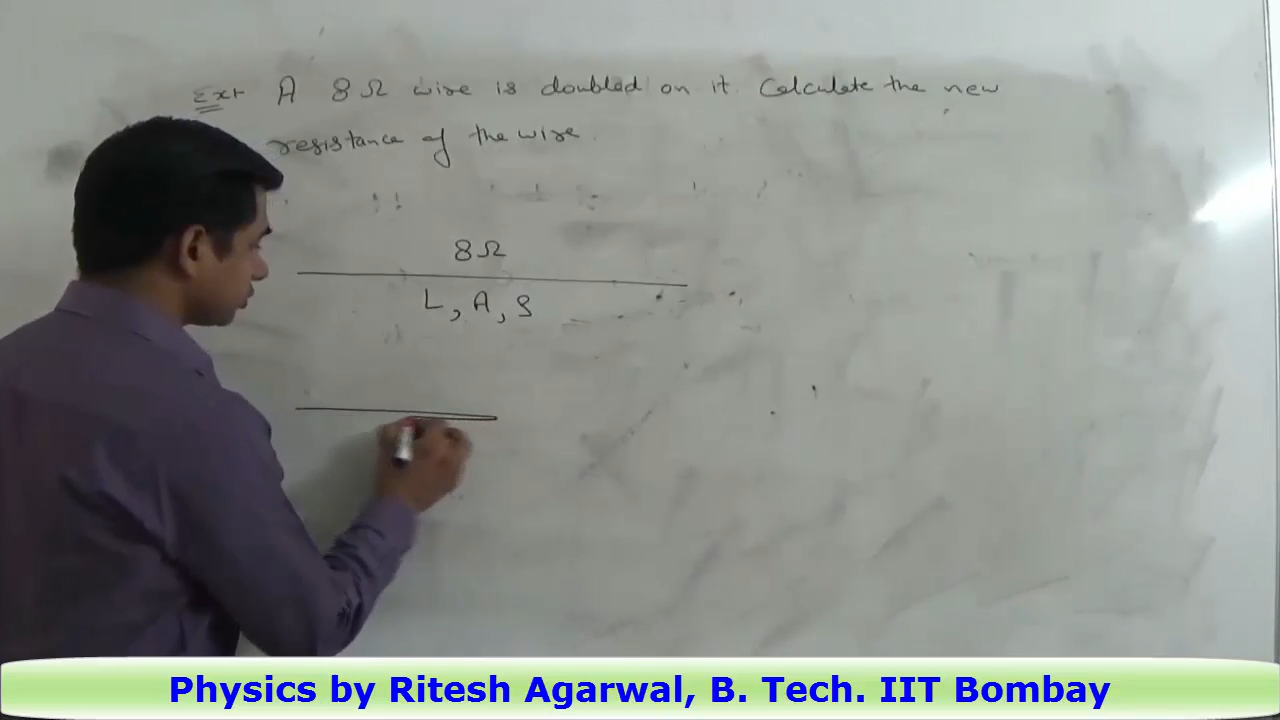 Ex+ A 8Ω wire is doubled on it. Calculate the new
resistance of the wire.
8Ω
L, A, ρ
Physics by Ritesh Agarwal, B. Tech. IIT Bombay